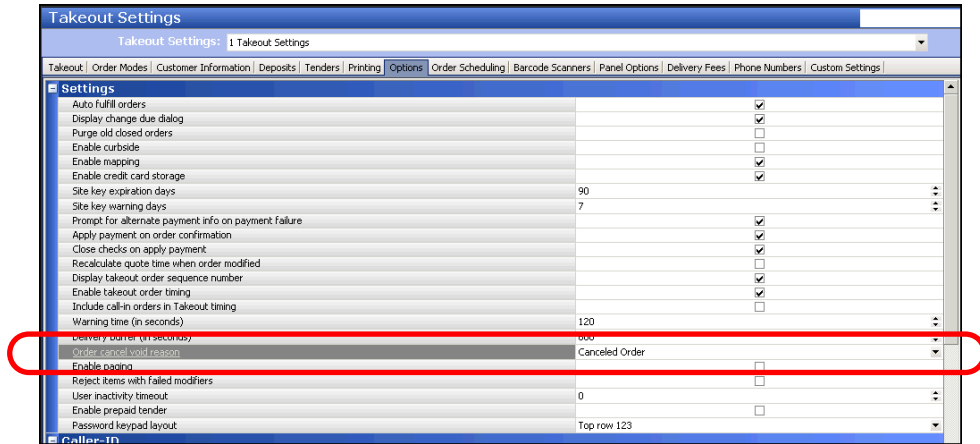 Takeout Settings
Takeout Settings: 1 Takeout Settings
Takeout Order Modes Customer Information Deposits Tenders Printing Options Order Scheduling Barcode Scanners Panel Options Delivery Fees Phone Numbers Custom Settings
Settings
Auto fulfill orders
Display change due dialog
Purge old closed orders
Enable curbside
Enable mapping
Enable credit card storage
Site key expiration days 90
Site key warning days 7
Prompt for alternate payment info on payment failure
Apply payment on order confirmation
Close checks on apply payment
Recalculate quote time when order modified
Display takeout order sequence number
Enable takeout order timing
Include call-in orders in Takeout timing
Warning time (in seconds) 120
Delivery buffer (in seconds) 600
Order cancel void reason Canceled Order
Enable paging
Reject items with failed modifiers
User inactivity timeout 0
Enable prepaid tender
Password keypad layout Top row 123
Caller-ID